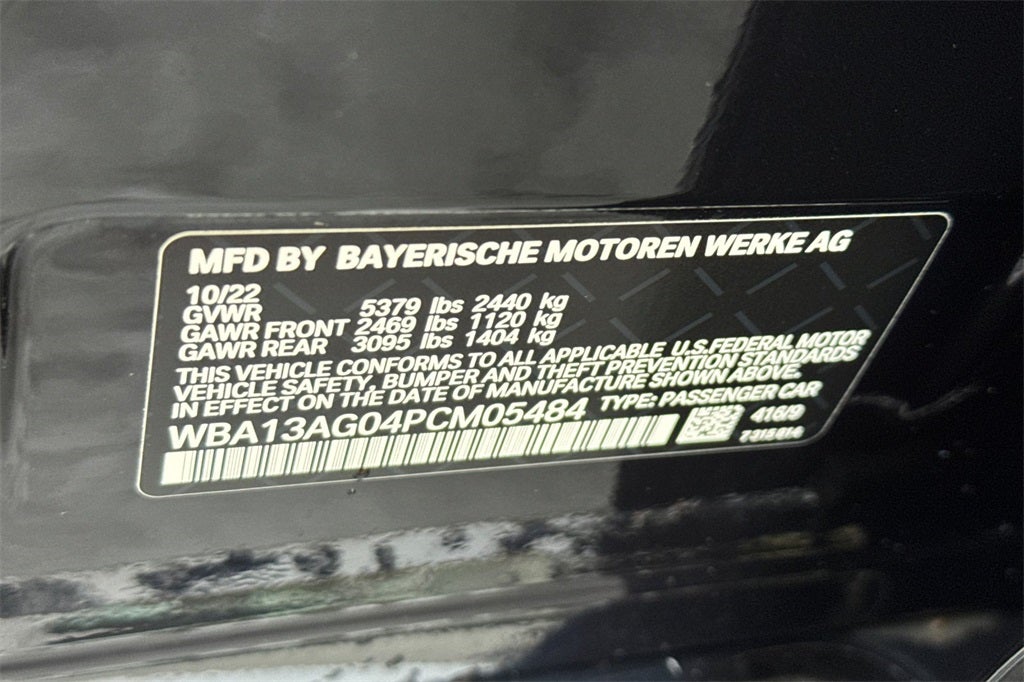 MFD BY BAYERISCHE MOTOREN WERKE AG
10/22
GVWR 5379 lbs 2440 kg
GAWR FRONT 2469 lbs 1120 kg
GAWR REAR 3095 lbs 1404 kg
THIS VEHICLE CONFORMS TO ALL APPLICABLE U.S.FEDERAL MOTOR
VEHICLE SAFETY, BUMPER AND THEFT PREVENTION STANDARDS
IN EFFECT ON THE DATE OF MANUFACTURE SHOWN ABOVE.
WBA13AG04PCM05484 TYPE: PASSENGER CAR
416/9